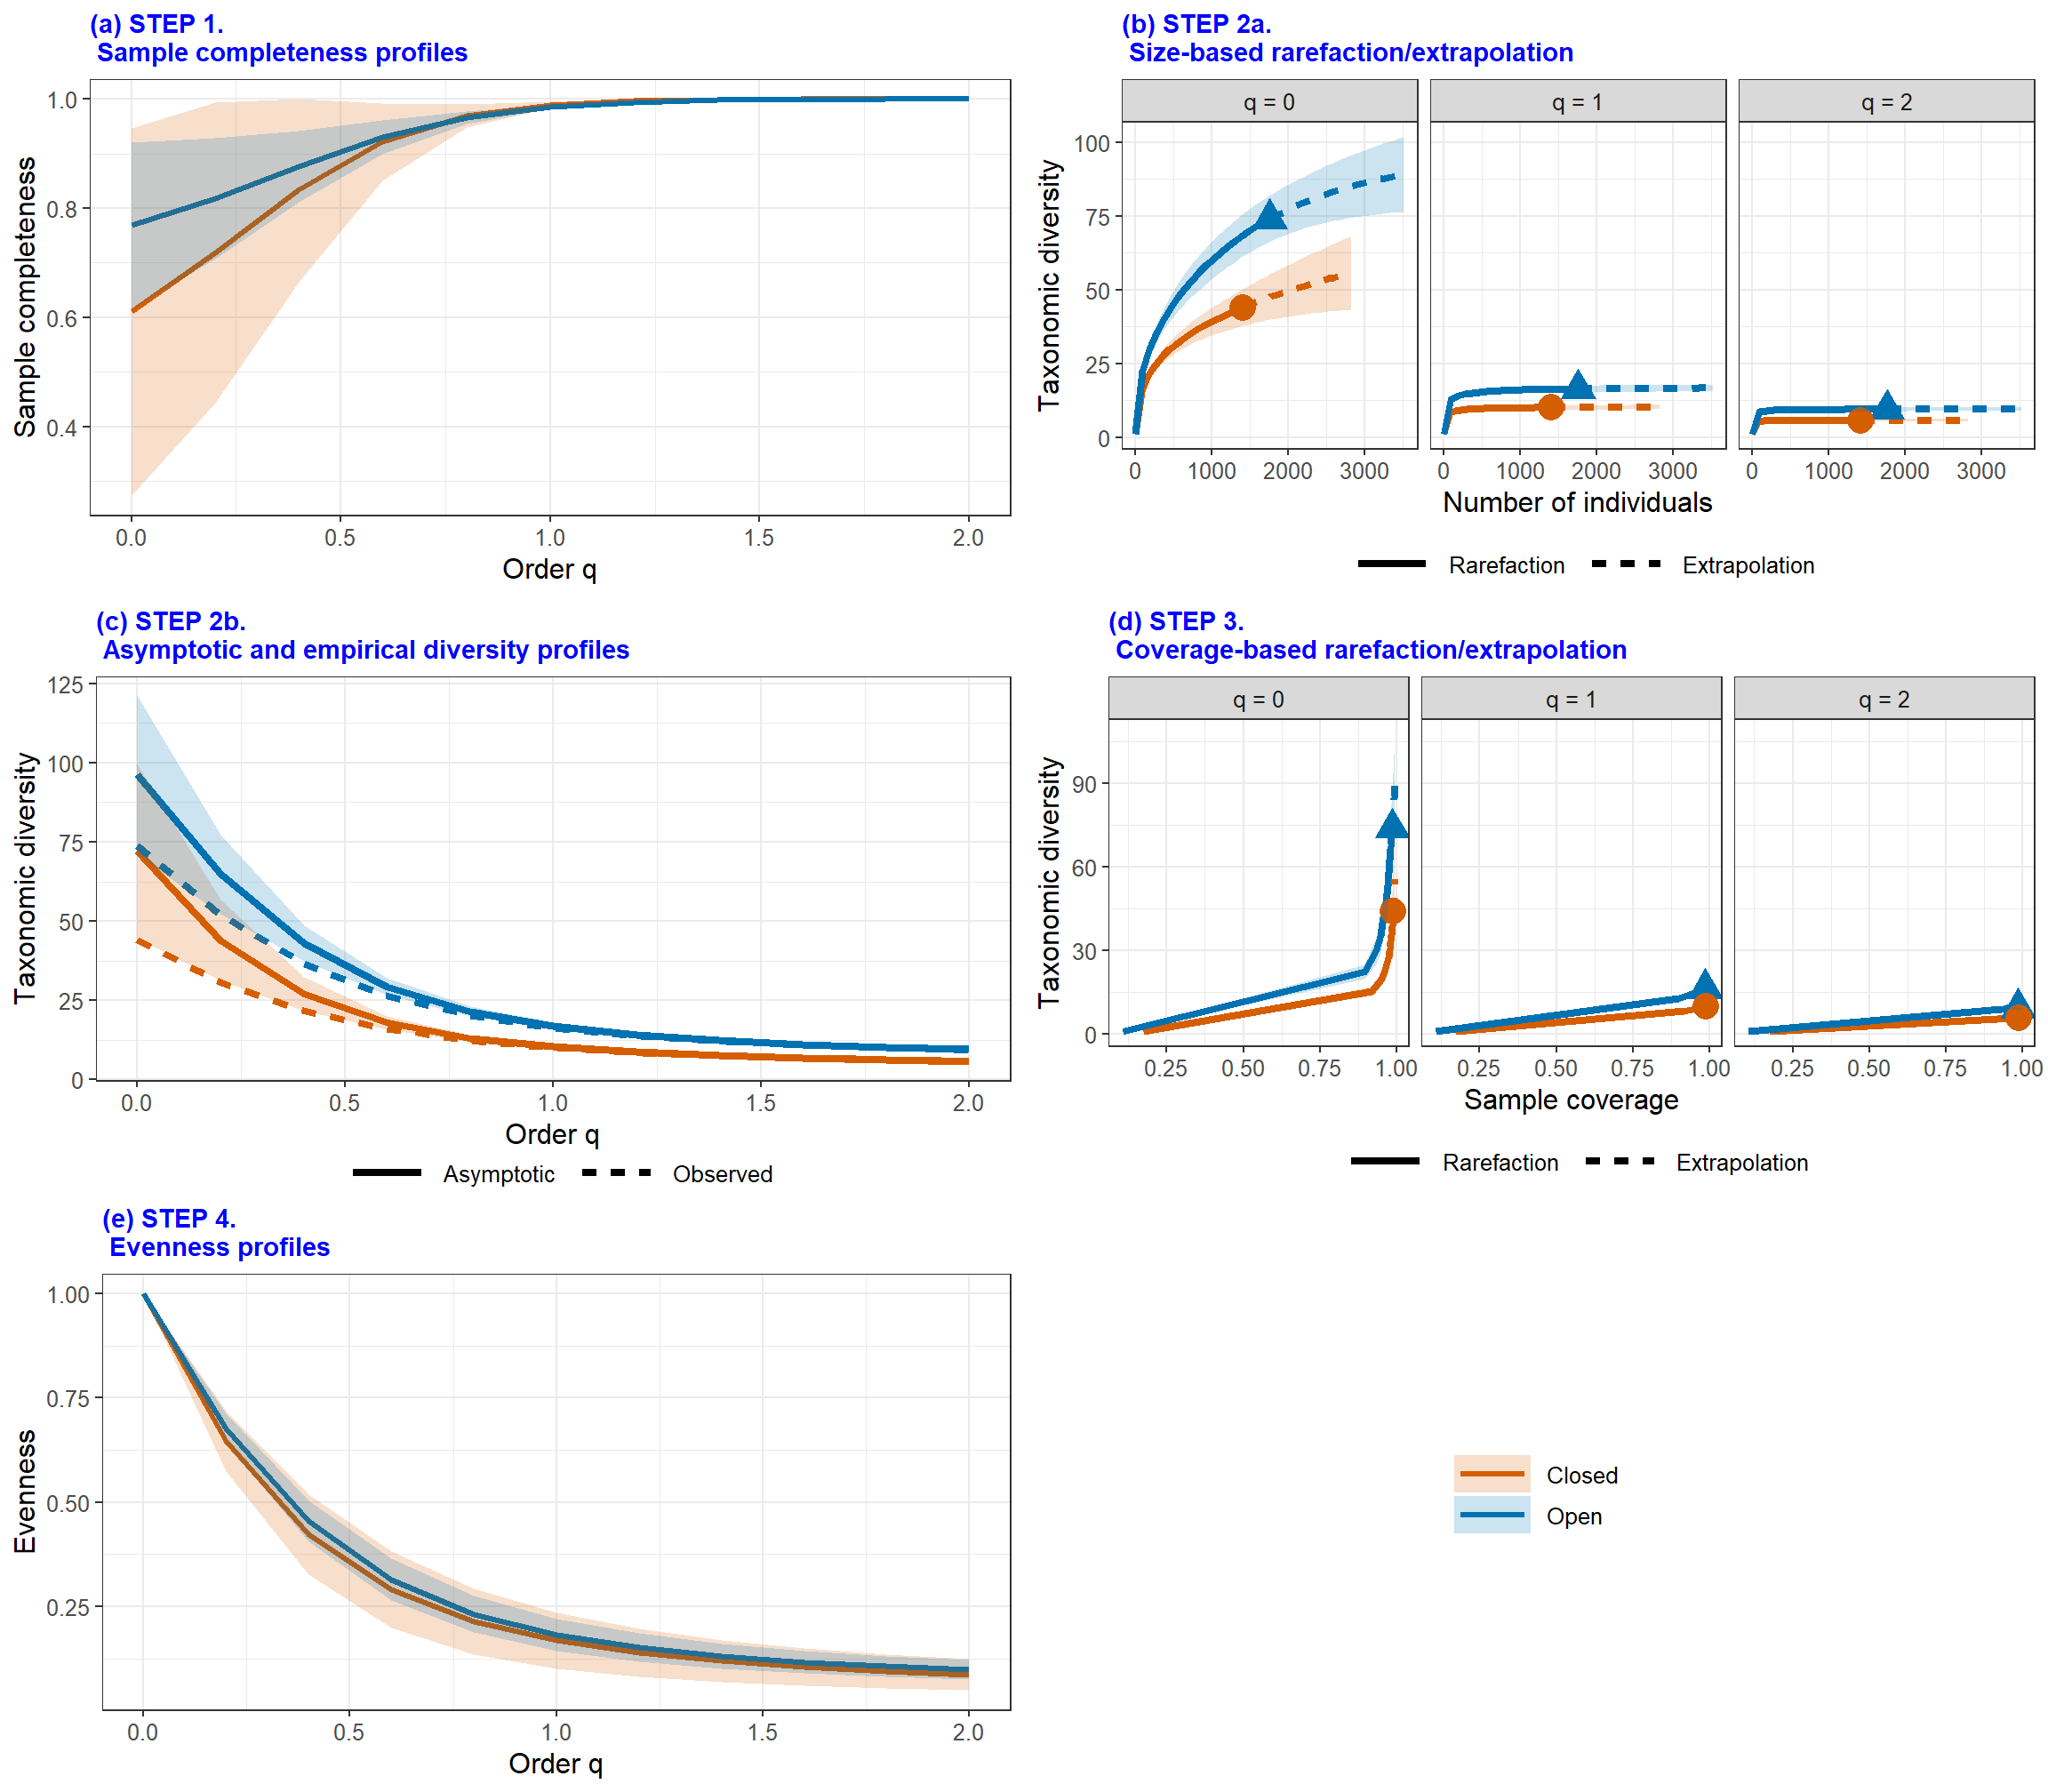 (a) STEP 1.
Sample completeness profiles
1.0
0.8
0.6
0.4
Sample completeness
0.0 0.5 1.0 1.5 2.0
Order q
(b) STEP 2a.
Size-based rarefaction/extrapolation
q = 0 q = 1 q = 2
100
75
50
25
0
Taxonomic diversity
0 1000 2000 3000 0 1000 2000 3000 0 1000 2000 3000
Number of individuals
Rarefaction Extrapolation
(c) STEP 2b.
Asymptotic and empirical diversity profiles
125
100
75
50
25
0
Taxonomic diversity
0.0 0.5 1.0 1.5 2.0
Order q
Asymptotic Observed
(d) STEP 3.
Coverage-based rarefaction/extrapolation
q = 0 q = 1 q = 2
90
60
30
0
Taxonomic diversity
0.25 0.50 0.75 1.00 0.25 0.50 0.75 1.00 0.25 0.50 0.75 1.00
Sample coverage
Rarefaction Extrapolation
(e) STEP 4.
Evenness profiles
1.00
0.75
0.50
0.25
Evenness
0.0 0.5 1.0 1.5 2.0
Order q
Closed
Open